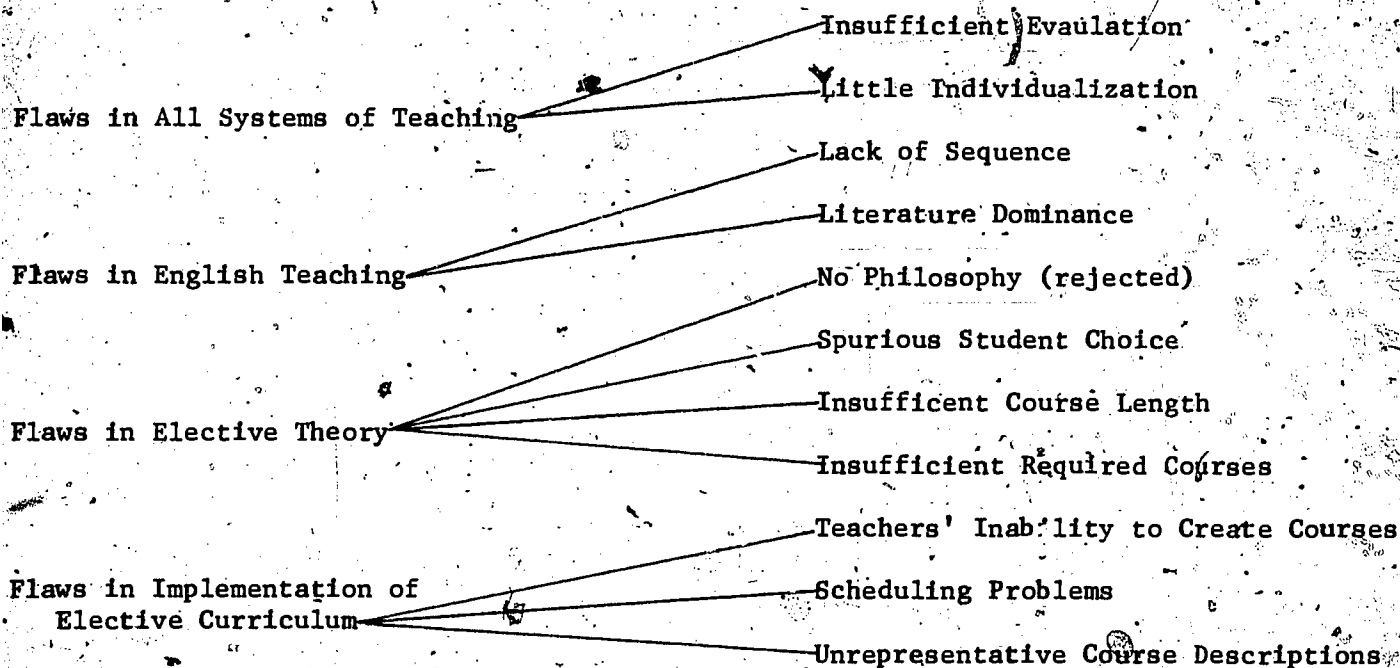 Insufficient Evaulation
Little Individualization
Flaws in All Systems of Teaching
Lack of Sequence
Literature Dominance
Flaws in English Teaching
No Philosophy (rejected)
Spurious Student Choice
Insufficent Course Length
Flaws in Elective Theory
Insufficient Required Courses
Teachers' Inability to Create Courses
Flaws in Implementation of
Elective Curriculum
Scheduling Problems
Unrepresentative Course Descriptions